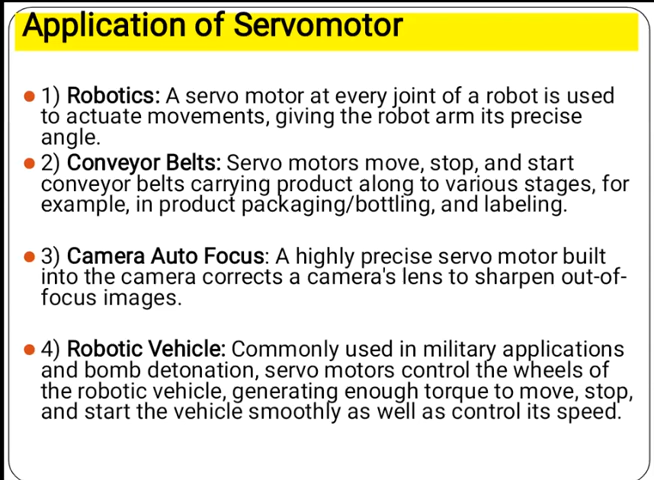 Application of Servomotor
● 1) Robotics: A servo motor at every joint of a robot is used
to actuate movements, giving the robot arm its precise
angle.
● 2) Conveyor Belts: Servo motors move, stop, and start
conveyor belts carrying product along to various stages, for
example, in product packaging/bottling, and labeling.
● 3) Camera Auto Focus: A highly precise servo motor built
into the camera corrects a camera's lens to sharpen out-of-
focus images.
● 4) Robotic Vehicle: Commonly used in military applications
and bomb detonation, servo motors control the wheels of
the robotic vehicle, generating enough torque to move, stop,
and start the vehicle smoothly as well as control its speed.